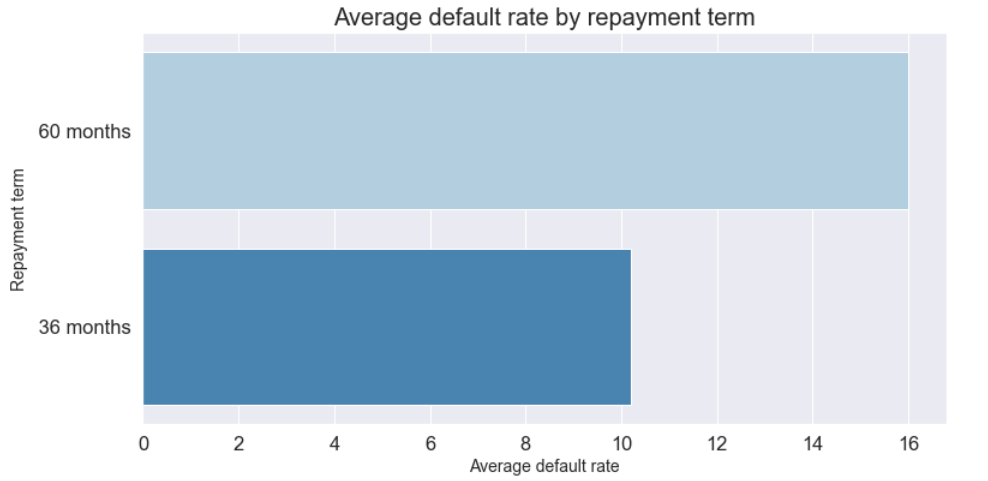 Average default rate by repayment term
Repayment term
60 months
36 months
0 2 4 6 8 10 12 14 16
Average default rate